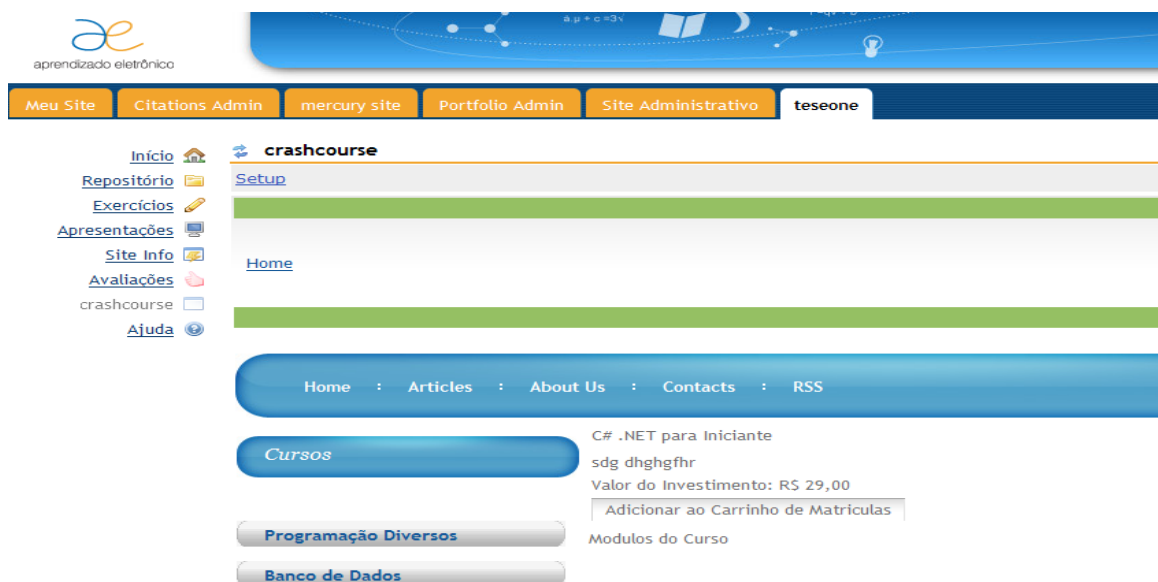 à.μ + c =3√
aprendizado eletrônico
Meu Site Citations Admin mercury site Portfolio Admin Site Administrativo teseone
Início
Repositório
Exercícios
Apresentações
Site Info
Avaliações
crashcourse
Ajuda
crashcourse
Setup
Home
Home : Articles : About Us : Contacts : RSS
Cursos
Programação Diversos
Banco de Dados
C# .NET para Iniciante
sdg dhghgfhr
Valor do Investimento: R$ 29,00
Adicionar ao Carrinho de Matriculas
Modulos do Curso